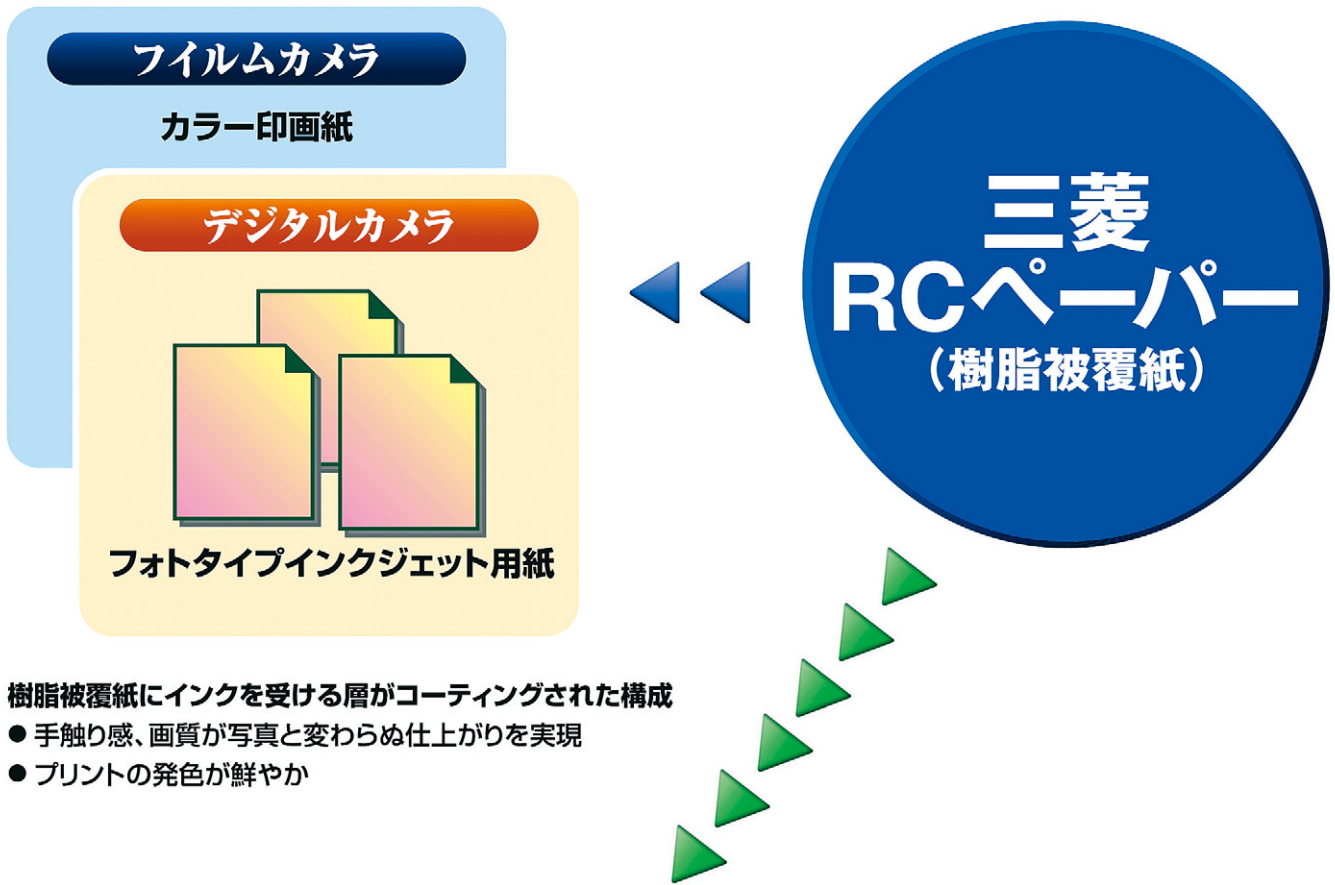 フイルムカメラ
カラー印画紙
デジタルカメラ
フォトタイプインクジェット用紙
三菱
RCペーパー
（樹脂被覆紙）
樹脂被覆紙にインクを受ける層がコーティングされた構成
● 手触り感、画質が写真と変わらぬ仕上がりを実現
● プリントの発色が鮮やか